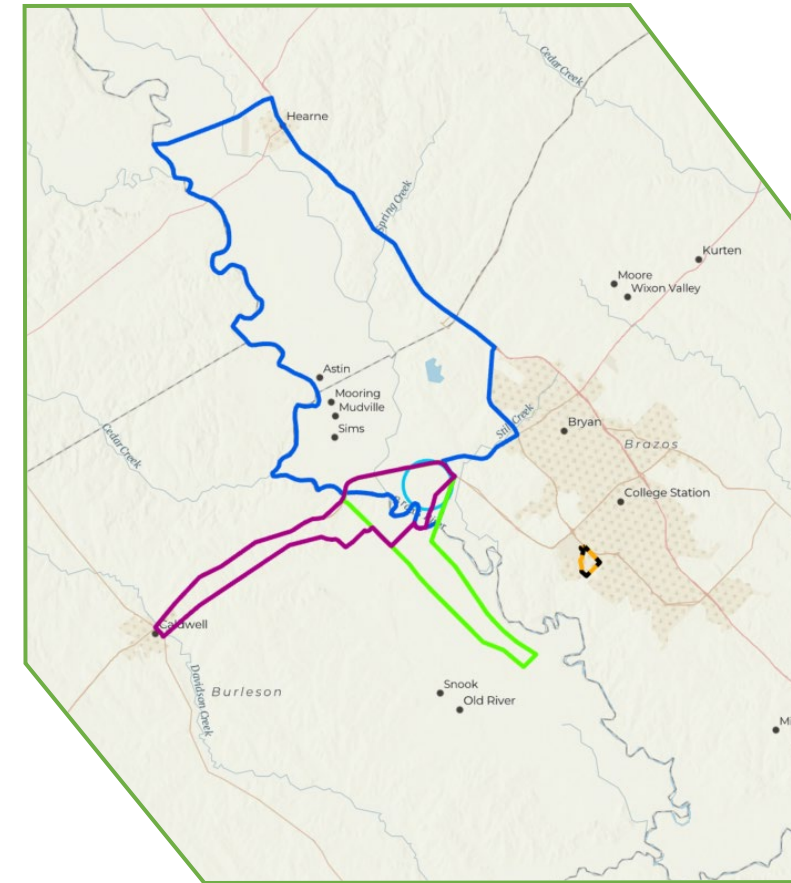 Cedar Creek
Hearne
Spring Creek
Kurten
Moore
Wixon Valley
Astin
Mooring
Mudville
Sims
Still Creek
Bryan
Brazos
Cedar Creek
College Station
Caldwell
Davidson Creek
Burleson
Snook
Old River
Mi